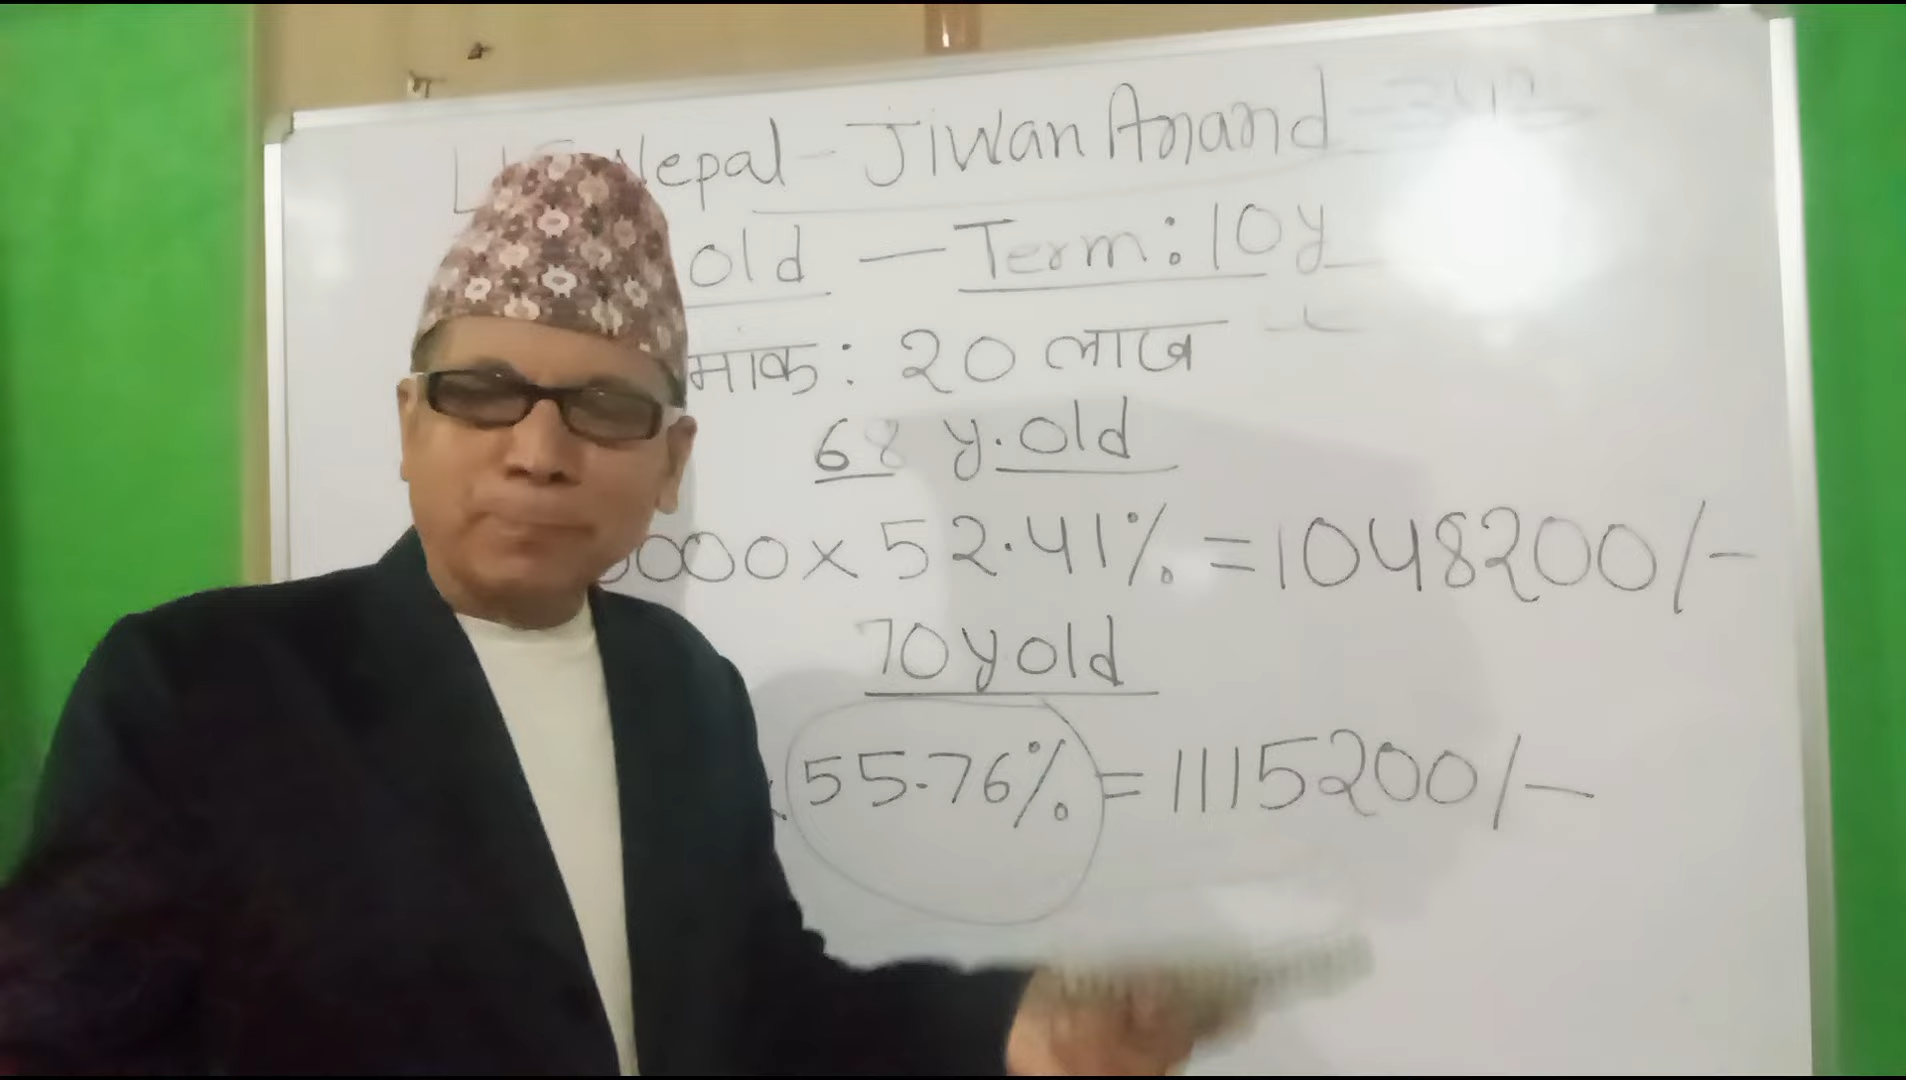 Nepal - Jiwan Anand
old - Term: 10y
मांक: २० लाख
68 y.old
0000 x 52.41% = 1048200/-
70 y old
x 55.76% = 1115200/-